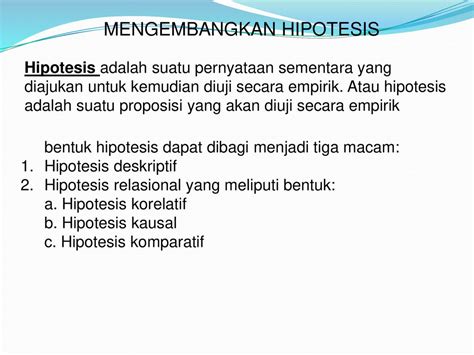 MENGEMBANGKAN HIPOTESIS
Hipotesis adalah suatu pernyataan sementara yang
diajukan untuk kemudian diuji secara empirik. Atau hipotesis
adalah suatu proposisi yang akan diuji secara empirik
bentuk hipotesis dapat dibagi menjadi tiga macam:
1. Hipotesis deskriptif
2. Hipotesis relasional yang meliputi bentuk:
a. Hipotesis korelatif
b. Hipotesis kausal
c. Hipotesis komparatif